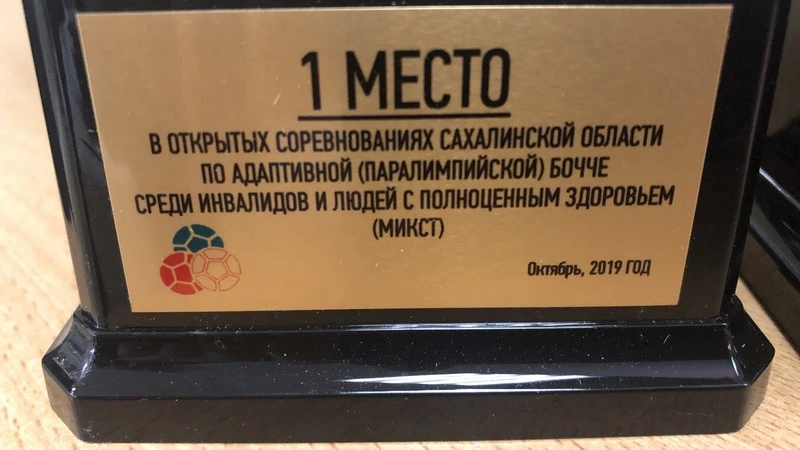 1 МЕСТО
В ОТКРЫТЫХ СОРЕВНОВАНИЯХ САХАЛИНСКОЙ ОБЛАСТИ
ПО АДАПТИВНОЙ (ПАРАЛИМПИЙСКОЙ) БОЧЧЕ
СРЕДИ ИНВАЛИДОВ И ЛЮДЕЙ С ПОЛНОЦЕННЫМ ЗДОРОВЬЕМ
(МИКСТ)
Октябрь, 2019 ГОД